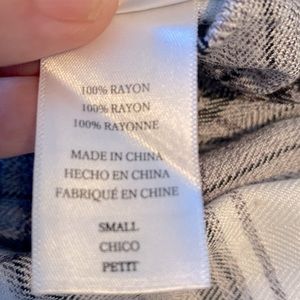 100% RAYON
100% RAYON
100% RAYONNE
MADE IN CHINA
HECHO EN CHINA
FABRIQUÉ EN CHINE
SMALL
CHICO
PETIT